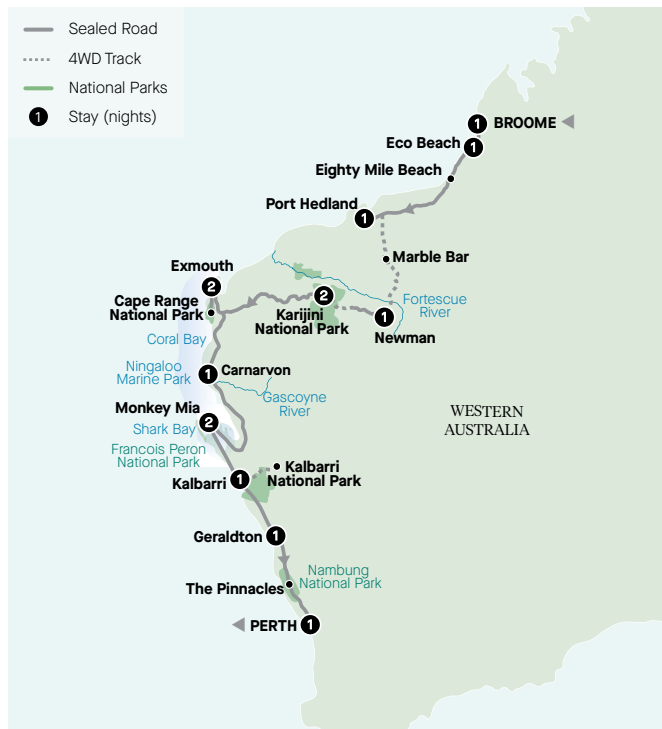 Sealed Road
4WD Track
National Parks
1 Stay (nights)
1 BROOME
Eco Beach 1
Eighty Mile Beach
Port Hedland 1
Marble Bar
Exmouth
2
Cape Range
National Park
2
Karijini
National Park
Fortescue
River
1
Newman
Coral Bay
Ningaloo
Marine Park
1 Carnarvon
Gascoyne
River
Monkey Mia
2
Shark Bay
Francois Peron
National Park
WESTERN
AUSTRALIA
Kalbarri 1
Kalbarri
National Park
Geraldton 1
Nambung
National Park
The Pinnacles
PERTH 1